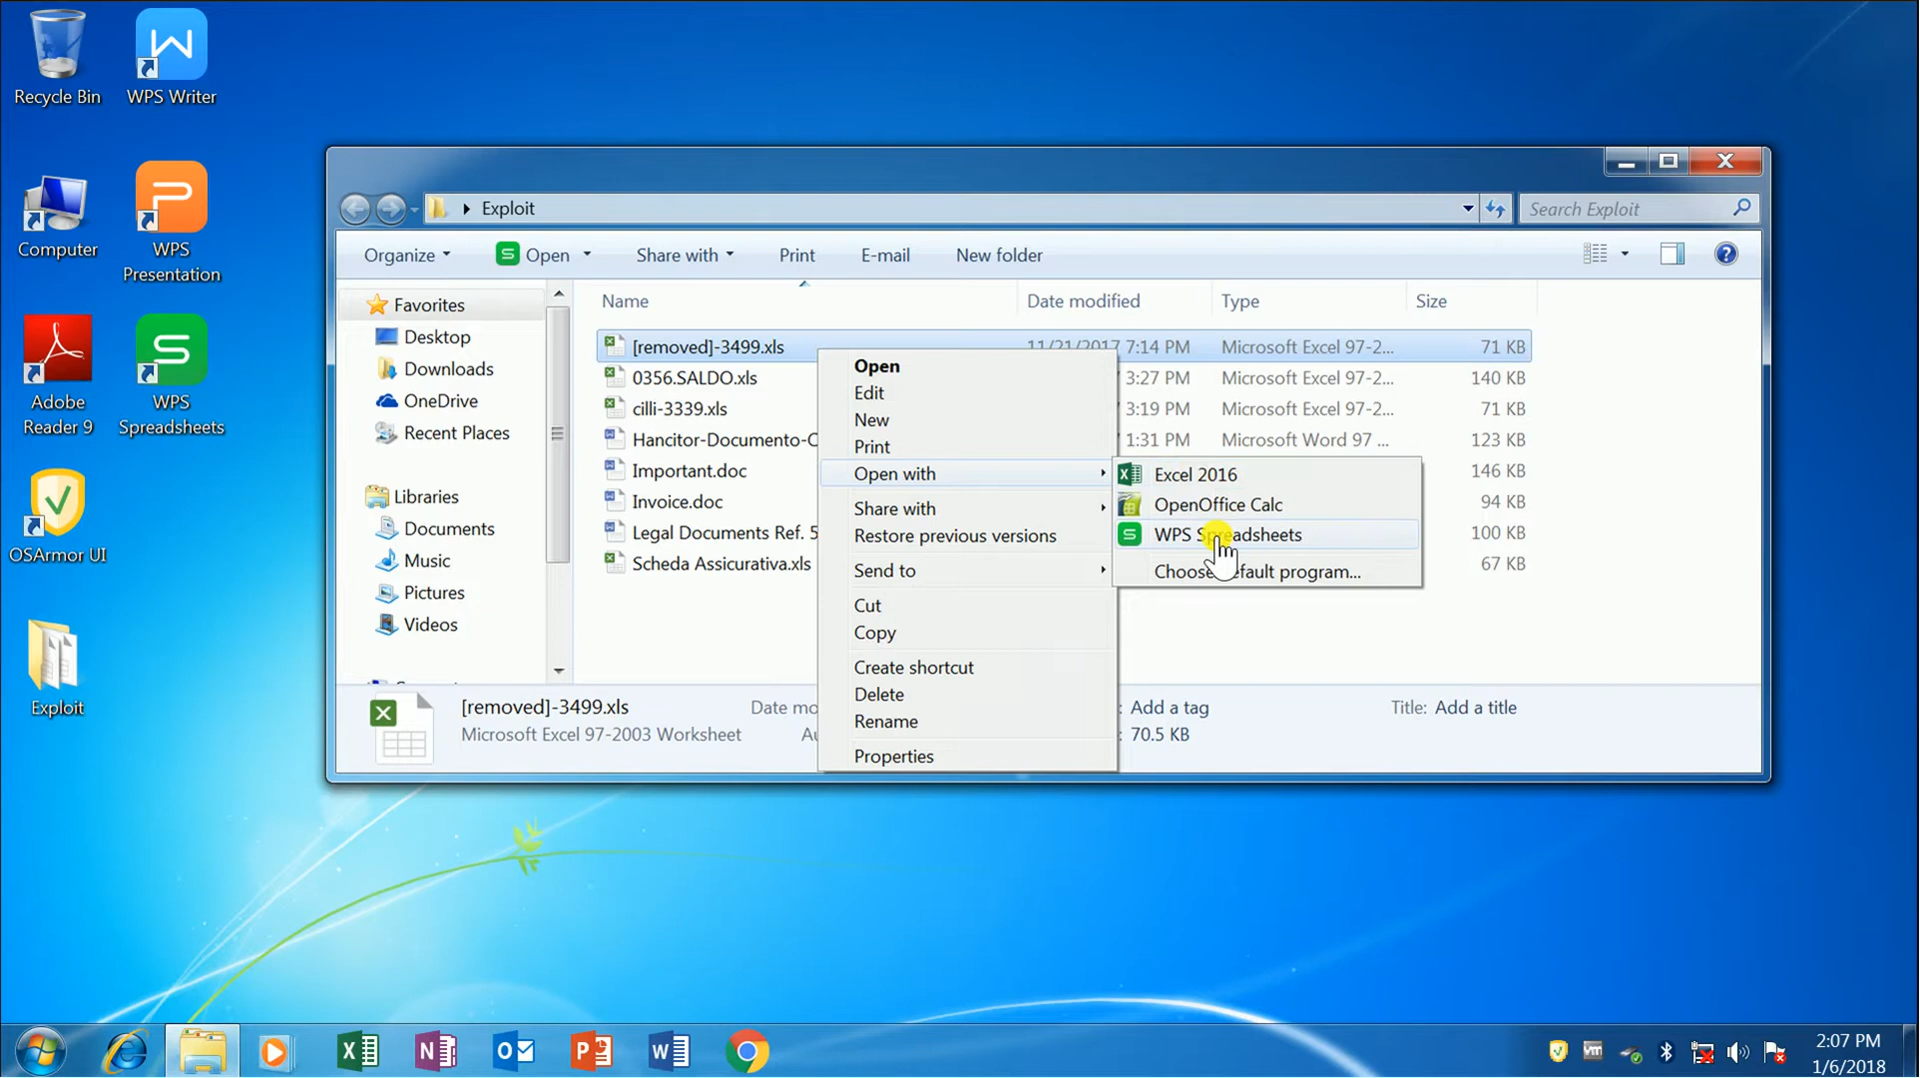 Recycle Bin
WPS Writer
Computer
WPS
Presentation
Adobe
Reader 9
WPS
Spreadsheets
OSArmor UI
Exploit
Exploit
Search Exploit
Organize
Open
Share with
Print
E-mail
New folder
Favorites
Desktop
Downloads
OneDrive
Recent Places
Libraries
Documents
Music
Pictures
Videos
Name Date modified Type Size
[removed]-3499.xls 11/21/2017 7:14 PM Microsoft Excel 97-2... 71 KB
0356.SALDO.xls 3:27 PM Microsoft Excel 97-2... 140 KB
cilli-3339.xls 3:19 PM Microsoft Excel 97-2... 71 KB
Hancitor-Documento-C 1:31 PM Microsoft Word 97 ... 123 KB
Important.doc 146 KB
Invoice.doc 94 KB
Legal Documents Ref. 5 100 KB
Scheda Assicurativa.xls 67 KB
Open
Edit
New
Print
Open with
Share with
Restore previous versions
Send to
Cut
Copy
Create shortcut
Delete
Rename
Properties
Excel 2016
OpenOffice Calc
WPS Spreadsheets
Choose default program...
[removed]-3499.xls Date mo : Add a tag Title: Add a title
Microsoft Excel 97-2003 Worksheet : 70.5 KB
2:07 PM
1/6/2018